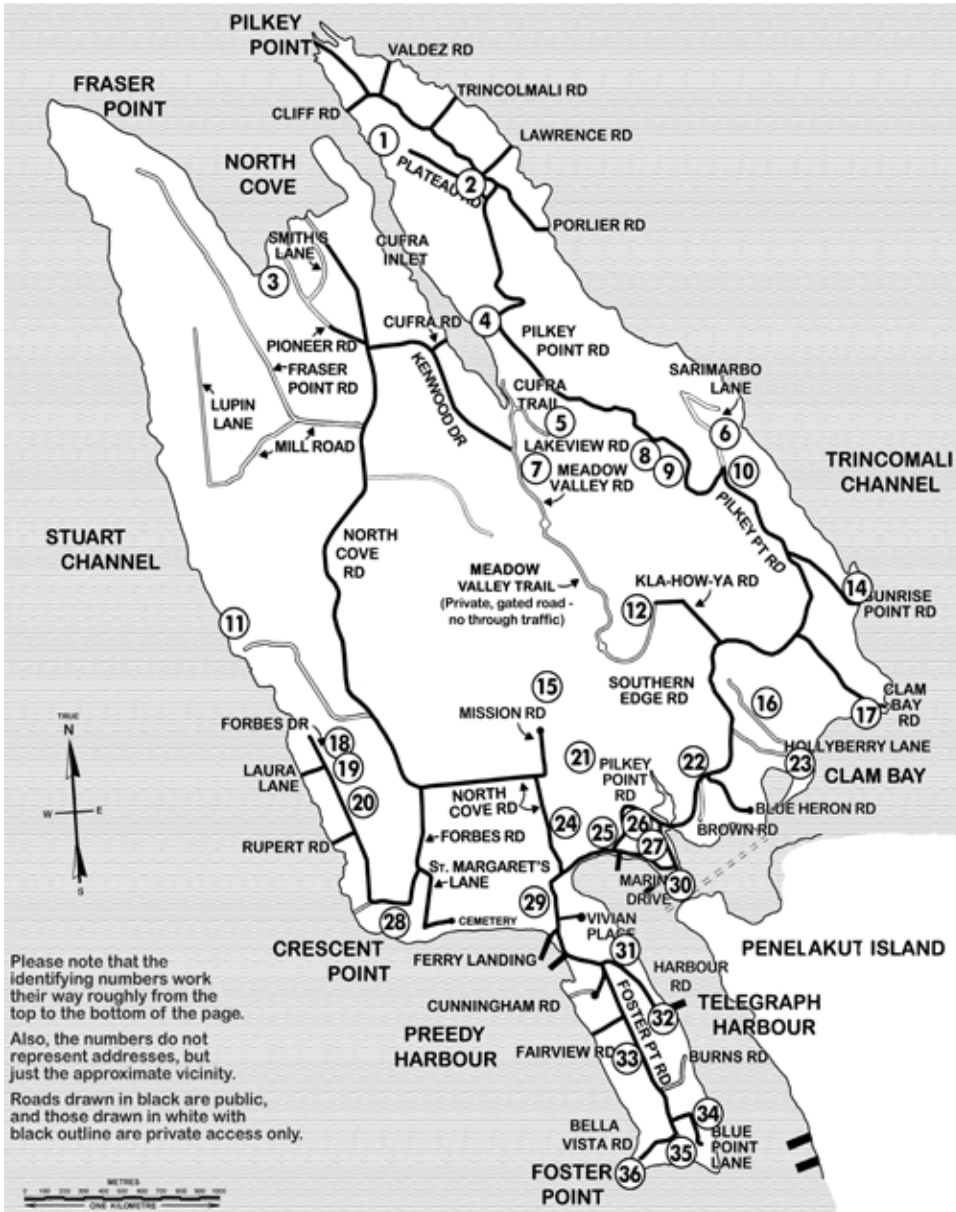 PILKEY
POINT
VALDEZ RD
FRASER
POINT
TRINCOLMALI RD
CLIFF RD
LAWRENCE RD
1
NORTH
COVE
PLATEAU RD
2
PORLIER RD
SMITH'S
LANE
CUFRA
INLET
3
4
CUFRA RD
PILKEY
POINT RD
PIONEER RD
FRASER
POINT RD
KENWOOD DR
SARIMARBO
LANE
LUPIN
LANE
CUFRA
TRAIL
5
6
MILL ROAD
LAKEVIEW RD
8
9
10
7
MEADOW
VALLEY RD
TRINCOMALI
CHANNEL
STUART
CHANNEL
NORTH
COVE
RD
PILKEY PT RD
MEADOW
VALLEY TRAIL
(Private, gated road -
no through traffic)
KLA-HOW-YA RD
14
SUNRISE
POINT RD
12
11
15
MISSION RD
SOUTHERN
EDGE RD
16
CLAM
BAY
RD
17
TRUE
N
W
E
S
FORBES DR
18
19
20
21
PILKEY
POINT
RD
22
HOLLYBERRY LANE
23
CLAM BAY
LAURA
LANE
NORTH
COVE RD
24
25
26
27
BLUE HERON RD
BROWN RD
RUPERT RD
FORBES RD
ST. MARGARET'S
LANE
MARIN
DRIVE
30
28
CEMETERY
29
VIVIAN
PLACE
PENELAKUT ISLAND
CRESCENT
POINT
FERRY LANDING
31
HARBOUR
RD
TELEGRAPH
HARBOUR
CUNNINGHAM RD
32
PREEDY
HARBOUR
FOSTER PT RD
FAIRVIEW RD
33
BURNS RD
34
BELLA
VISTA RD
BLUE
POINT
LANE
35
36
FOSTER
POINT
Please note that the
identifying numbers work
their way roughly from the
top to the bottom of the page.
Also, the numbers do not
represent addresses, but
just the approximate vicinity.
Roads drawn in black are public,
and those drawn in white with
black outline are private access only.
METRES
0 100 200 300 400 500 600 700 800 900 1000
ONE KILOMETRE